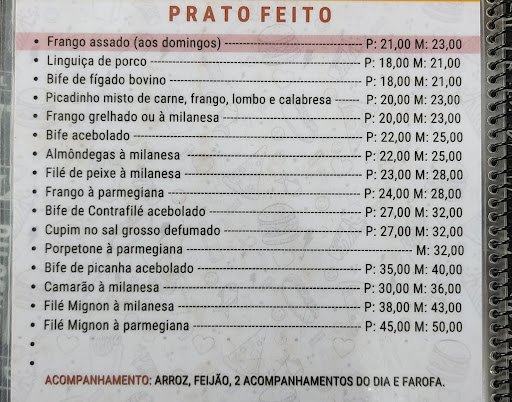 PRATO FEITO
• Frango assado (aos domingos) ---------- P: 21,00 M: 23,00
• Linguiça de porco ---------- P: 18,00 M: 21,00
• Bife de fígado bovino ---------- P: 18,00 M: 21,00
• Picadinho misto de carne, frango, lombo e calabresa ------ P: 20,00 M: 23,00
• Frango grelhado ou à milanesa ---------- P: 20,00 M: 23,00
• Bife acebolado ---------- P: 22,00 M: 25,00
• Almôndegas à milanesa ---------- P: 22,00 M: 25,00
• Filé de peixe à milanesa ---------- P: 23,00 M: 28,00
• Frango à parmegiana ---------- P: 24,00 M: 28,00
• Bife de Contrafilé acebolado ---------- P: 27,00 M: 32,00
• Cupim no sal grosso defumado ---------- P: 27,00 M: 32,00
• Porpetone à parmegiana ---------- M: 32,00
• Bife de picanha acebolado ---------- P: 35,00 M: 40,00
• Camarão à milanesa ---------- P: 30,00 M: 36,00
• Filé Mignon à milanesa ---------- P: 38,00 M: 43,00
• Filé Mignon à parmegiana ---------- P: 45,00 M: 50,00
•
•
ACOMPANHAMENTO: ARROZ, FEIJÃO, 2 ACOMPANHAMENTOS DO DIA E FAROFA.